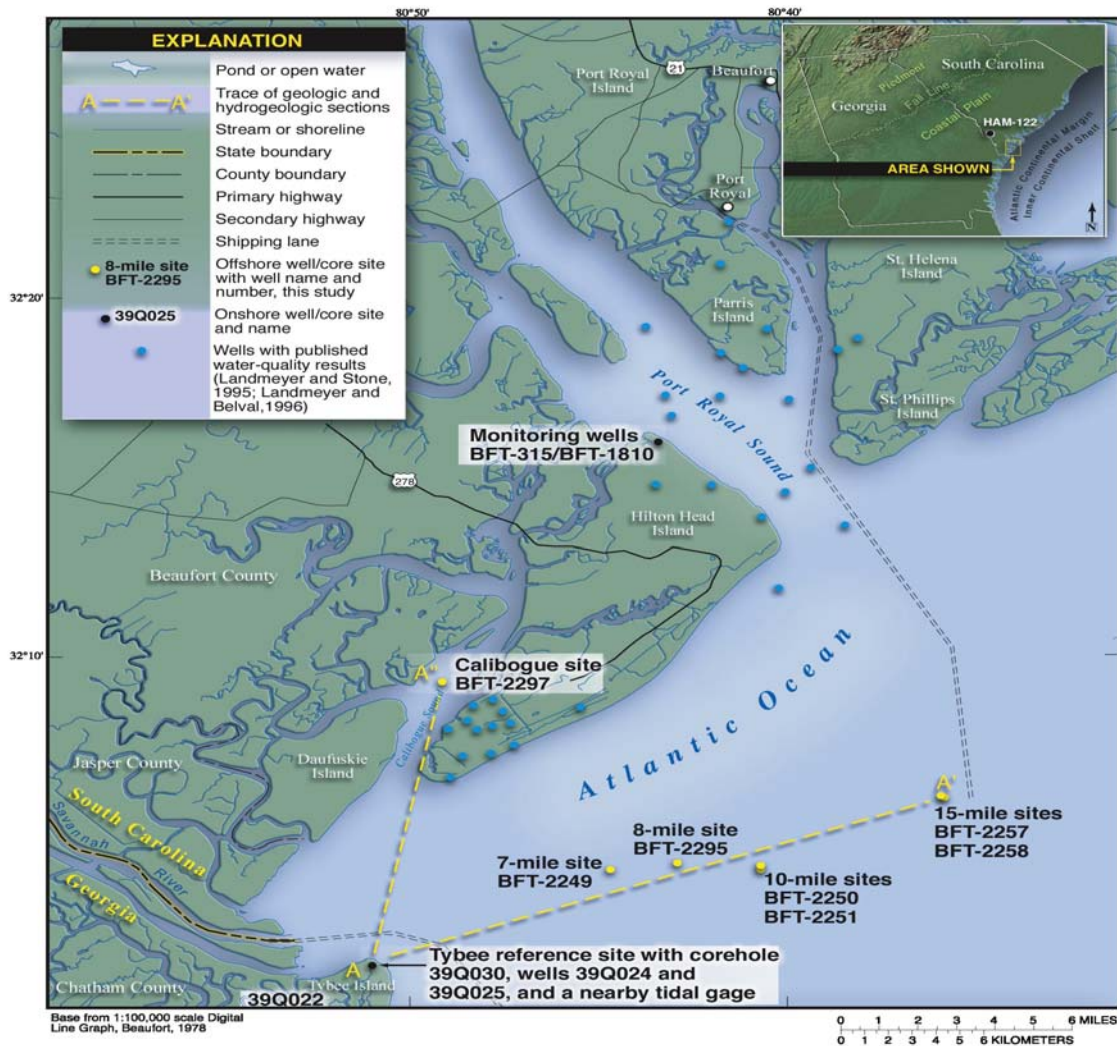 80°50'
80°40'
EXPLANATION
Pond or open water
A A'
Trace of geologic and
hydrogeologic sections
Stream or shoreline
State boundary
County boundary
Primary highway
Secondary highway
Shipping lane
8-mile site
BFT-2295
Offshore well/core site
with well name and
number, this study
39Q025
Onshore well/core site
and name
Wells with published
water-quality results
(Landmeyer and Stone,
1995; Landmeyer and
Belval,1996)
Port Royal
Island
21
Beaufort
South Carolina
Georgia
Piedmont
Fall Line
Coastal Plain
HAM-122
AREA SHOWN
Atlantic Continental Margin
Inner Continental Shelf
N
Port
Royal
St. Helena
Island
32°20'
Parris
Island
St. Phillips
Island
Port Royal Sound
Monitoring wells
BFT-315/BFT-1810
278
Hilton Head
Island
Beaufort County
32°10'
A"
Calibogue site
BFT-2297
Calibogue Sound
Atlantic Ocean
Daufuskie
Island
Jasper County
South Carolina
Savannah
River
Georgia
A'
15-mile sites
BFT-2257
BFT-2258
8-mile site
BFT-2295
7-mile site
BFT-2249
10-mile sites
BFT-2250
BFT-2251
A
Tybee Island
Tybee reference site with corehole
39Q030, wells 39Q024 and
39Q025, and a nearby tidal gage
Chatham County
39Q022
Base from 1:100,000 scale Digital
Line Graph, Beaufort, 1978
0 1 2 3 4 5 6 MILES
0 1 2 3 4 5 6 KILOMETERS